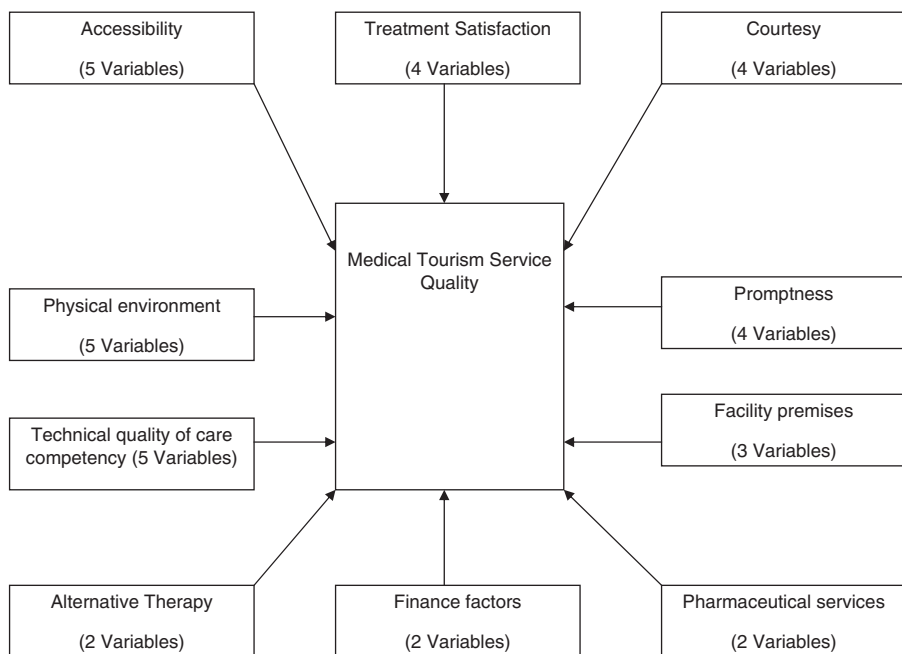 Accessibility
(5 Variables)
Treatment Satisfaction
(4 Variables)
Courtesy
(4 Variables)
Medical Tourism Service
Quality
Physical environment
(5 Variables)
Promptness
(4 Variables)
Technical quality of care
competency (5 Variables)
Facility premises
(3 Variables)
Alternative Therapy
(2 Variables)
Finance factors
(2 Variables)
Pharmaceutical services
(2 Variables)